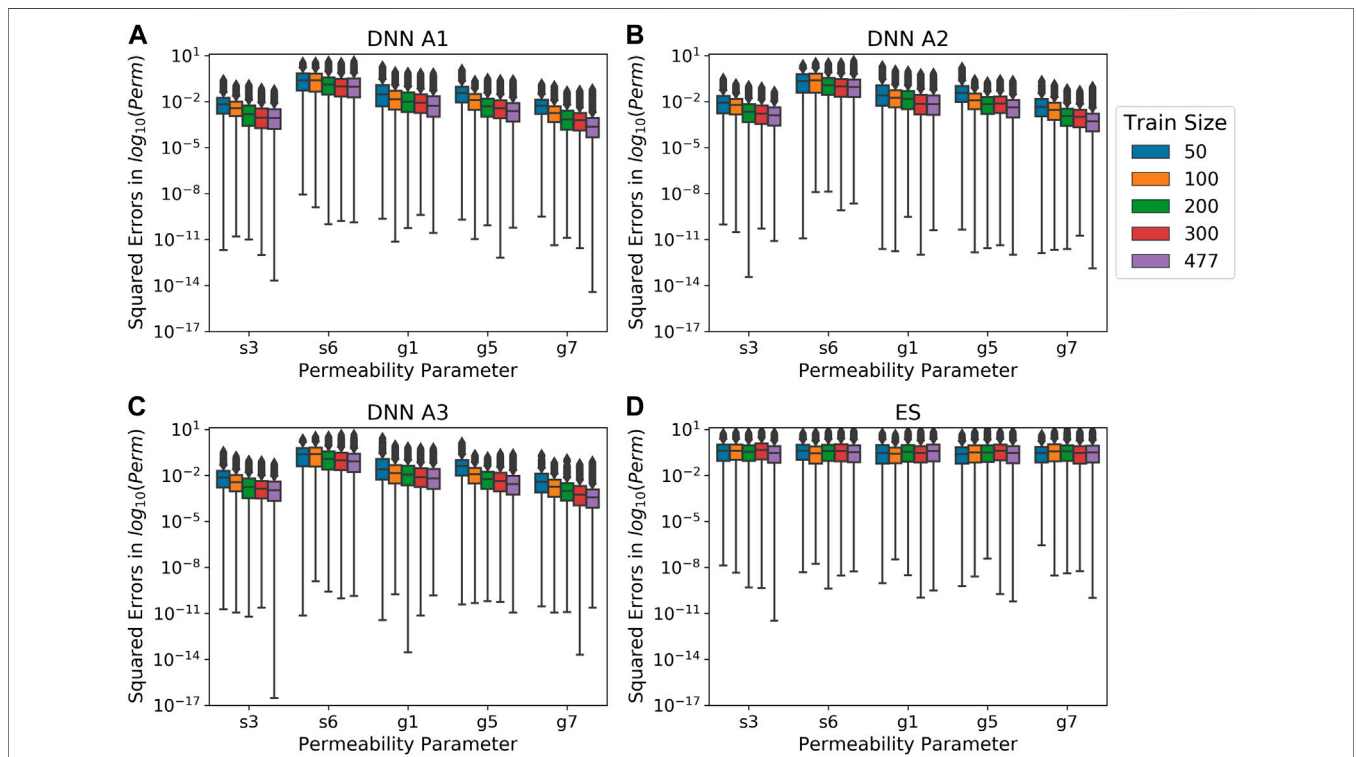 A DNN A1
Squared Errors in log10(Perm)
10^1
10^-2
10^-5
10^-8
10^-11
10^-14
10^-17
s3 s6 g1 g5 g7
Permeability Parameter
B DNN A2
Squared Errors in log10(Perm)
10^1
10^-2
10^-5
10^-8
10^-11
10^-14
10^-17
s3 s6 g1 g5 g7
Permeability Parameter
Train Size
50
100
200
300
477
C DNN A3
Squared Errors in log10(Perm)
10^1
10^-2
10^-5
10^-8
10^-11
10^-14
10^-17
s3 s6 g1 g5 g7
Permeability Parameter
D ES
Squared Errors in log10(Perm)
10^1
10^-2
10^-5
10^-8
10^-11
10^-14
10^-17
s3 s6 g1 g5 g7
Permeability Parameter